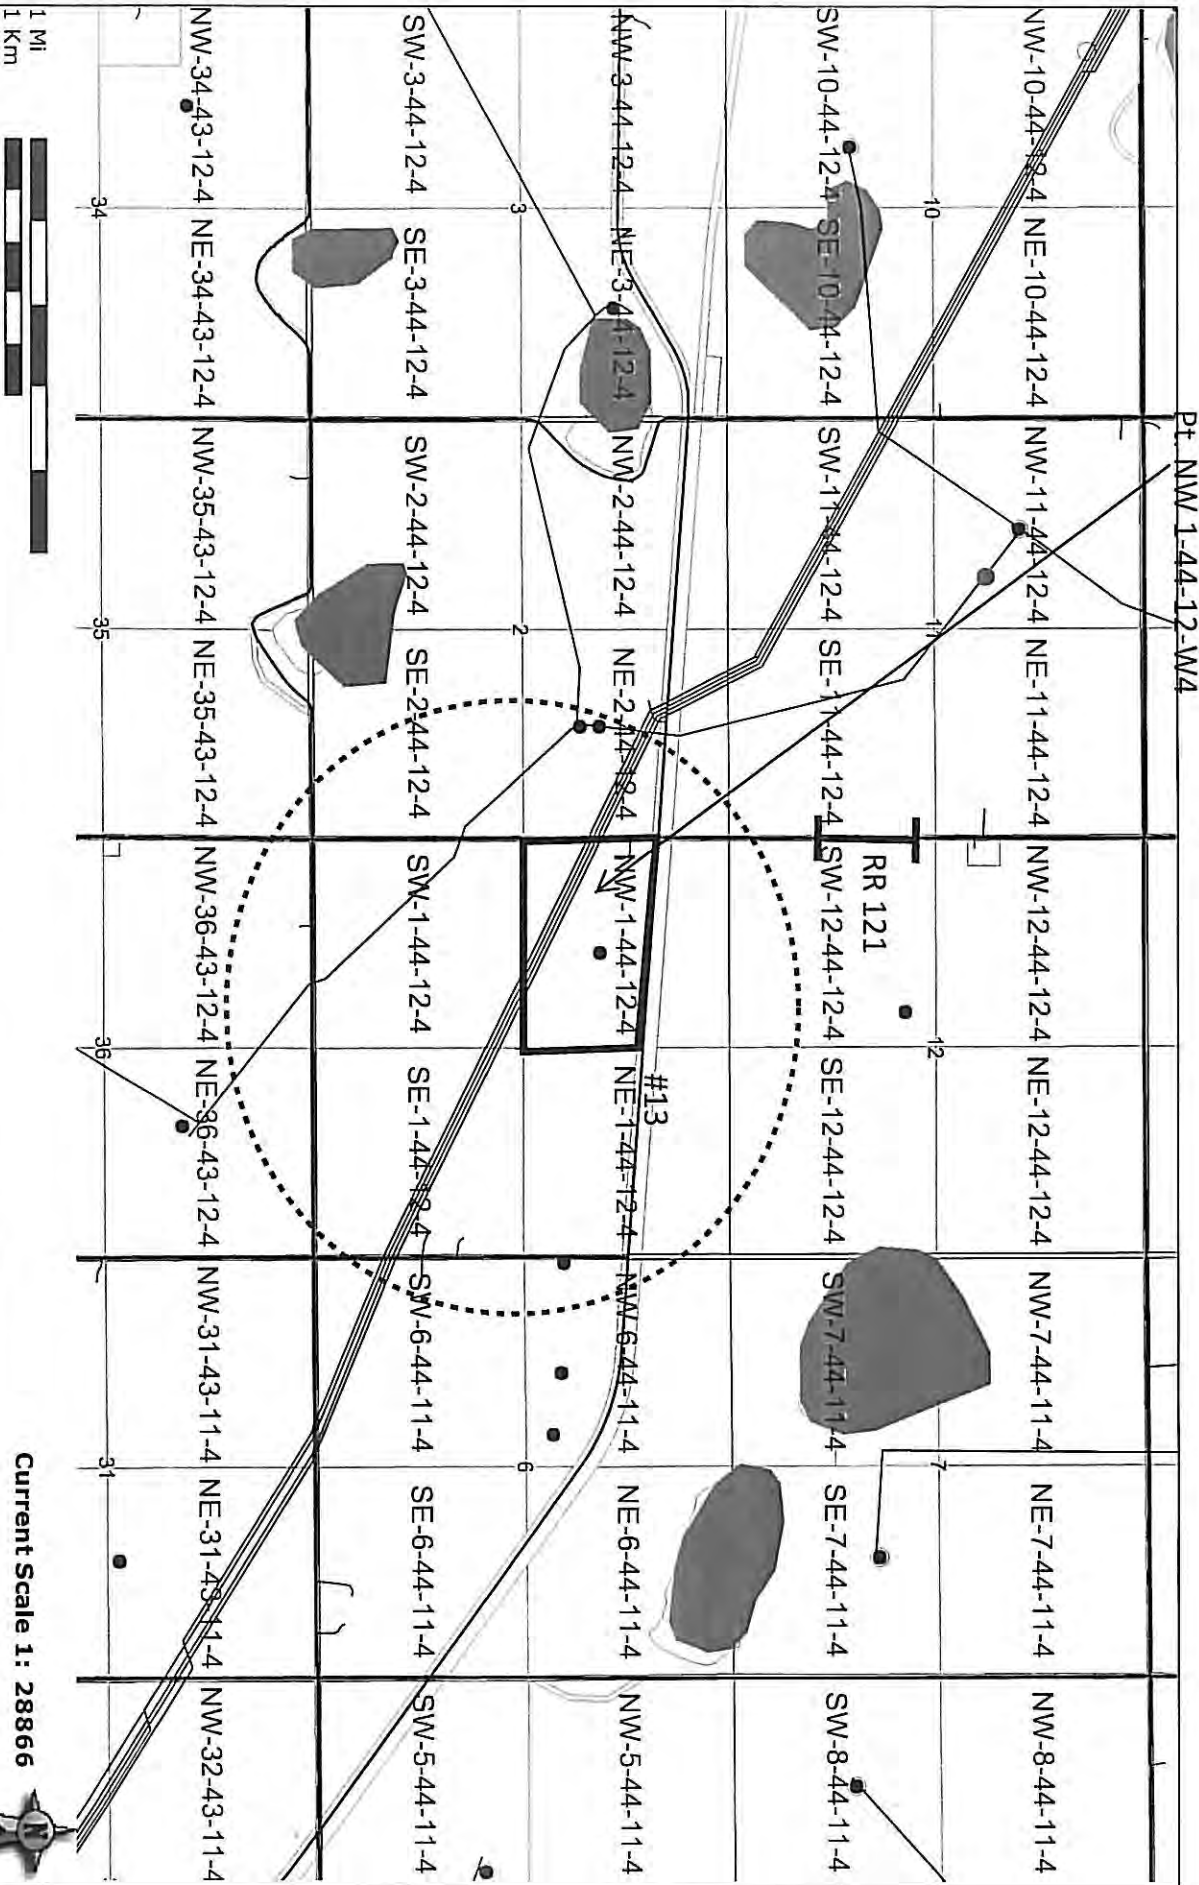 Pt. NW 1-44-12-W4
NW-10-44-12-4 NE-10-44-12-4 NW-11-44-12-4 NE-11-44-12-4 NW-12-44-12-4 NE-12-44-12-4 NW-7-44-11-4 NE-7-44-11-4 NW-8-44-11-4
10 11 12 7
RR 121
SW-10-44-12-4 SE-10-44-12-4 SW-11-44-12-4 SE-11-44-12-4 SW-12-44-12-4 SE-12-44-12-4 SW-7-44-11-4 SE-7-44-11-4 SW-8-44-11-4
#13
NW-3-44-12-4 NE-3-44-12-4 NW-2-44-12-4 NE-2-44-12-4 NW-1-44-12-4 NE-1-44-12-4 NW-6-44-11-4 NE-6-44-11-4 NW-5-44-11-4
3 2 6
SW-3-44-12-4 SE-3-44-12-4 SW-2-44-12-4 SE-2-44-12-4 SW-1-44-12-4 SE-1-44-12-4 SW-6-44-11-4 SE-6-44-11-4 SW-5-44-11-4
NW-34-43-12-4 NE-34-43-12-4 NW-35-43-12-4 NE-35-43-12-4 NW-36-43-12-4 NE-36-43-12-4 NW-31-43-11-4 NE-31-43-11-4 NW-32-43-11-4
34 35 36 31
1 Mi
1 Km
Current Scale 1: 28866
N